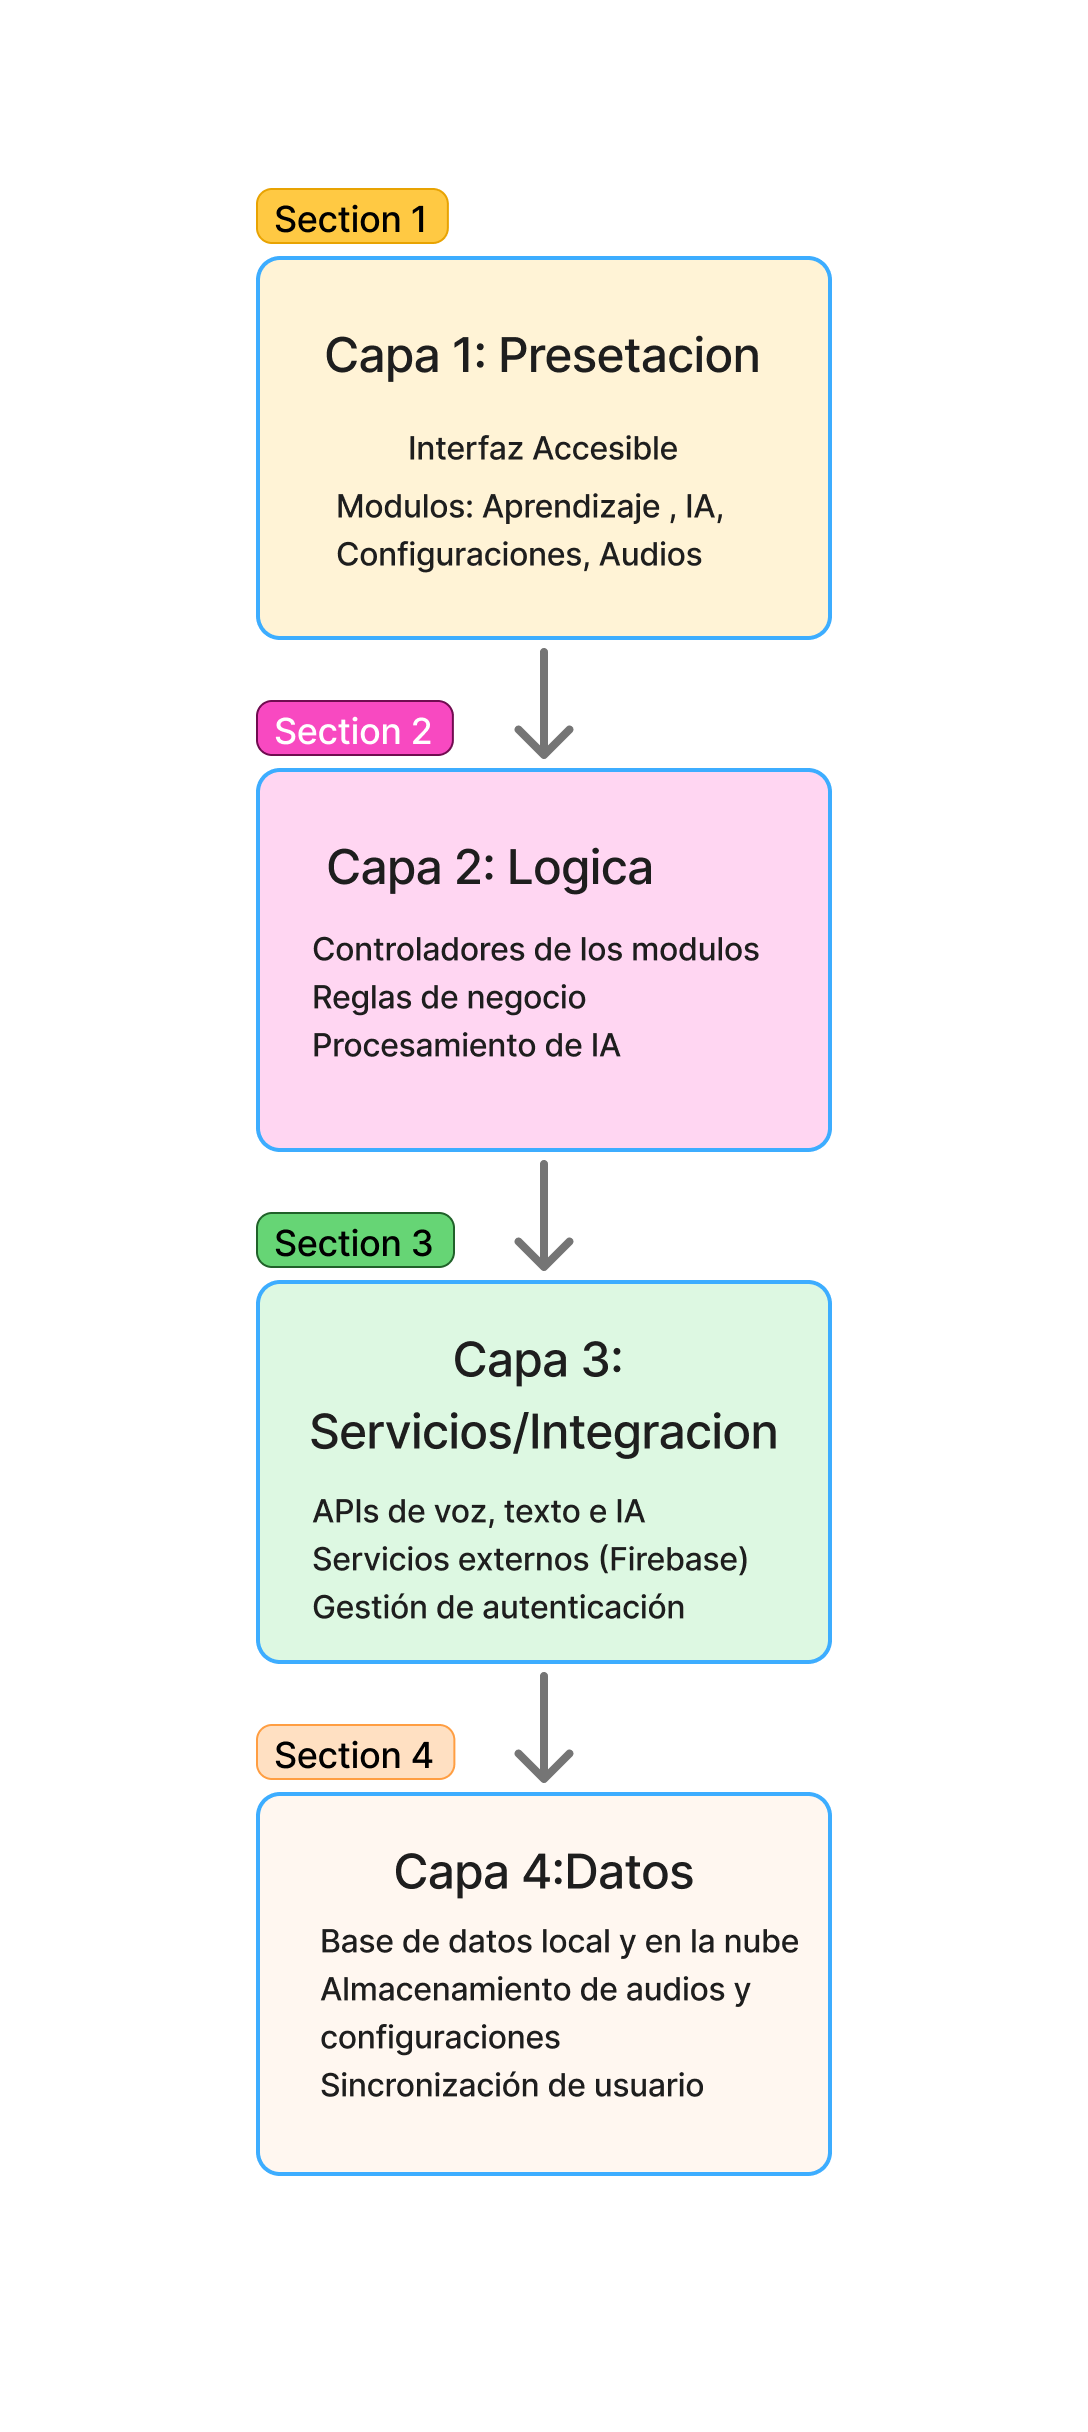 Section 1
Capa 1: Presetacion
Interfaz Accesible
Modulos: Aprendizaje , IA,
Configuraciones, Audios
Section 2
Capa 2: Logica
Controladores de los modulos
Reglas de negocio
Procesamiento de IA
Section 3
Capa 3:
Servicios/Integracion
APIs de voz, texto e IA
Servicios externos (Firebase)
Gestión de autenticación
Section 4
Capa 4:Datos
Base de datos local y en la nube
Almacenamiento de audios y
configuraciones
Sincronización de usuario